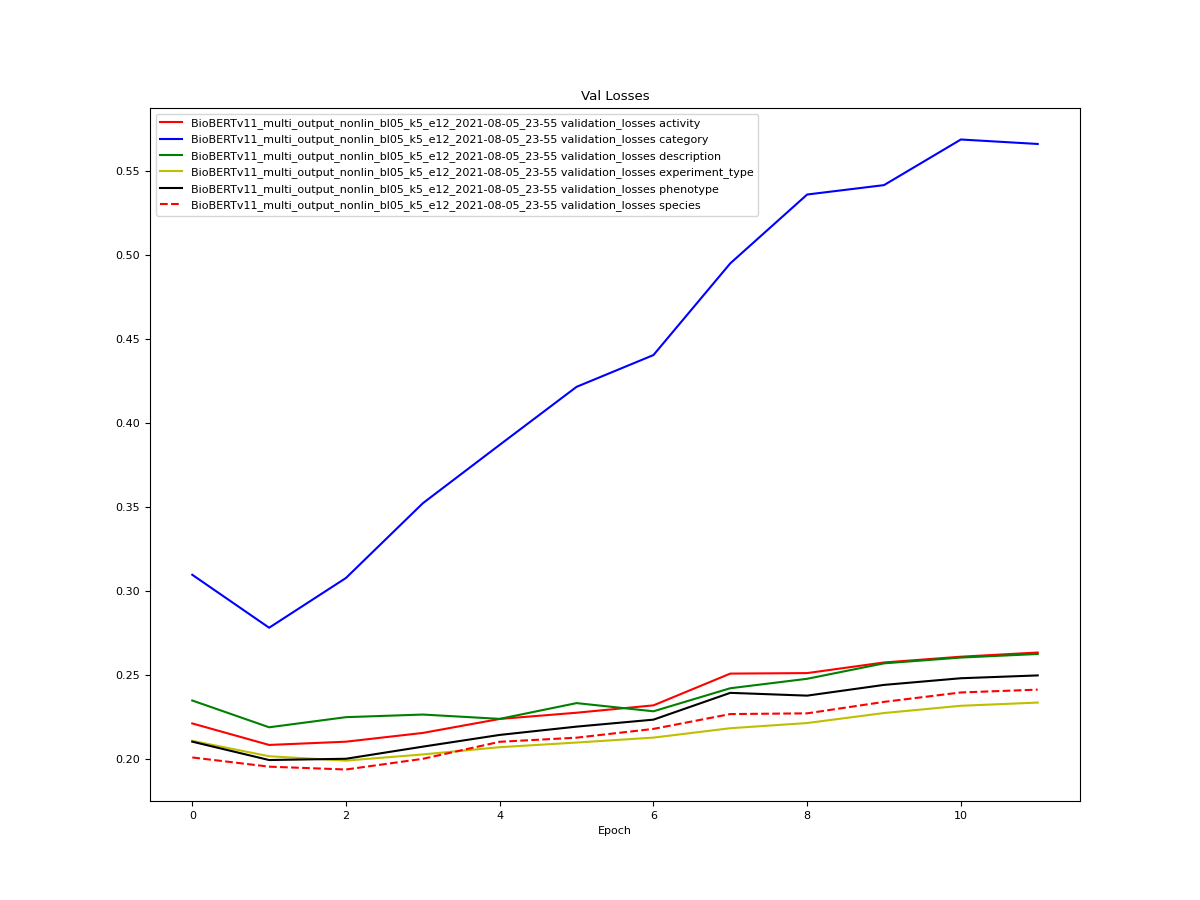 Val Losses
BioBERTv11_multi_output_nonlin_bl05_k5_e12_2021-08-05_23-55 validation_losses activity
BioBERTv11_multi_output_nonlin_bl05_k5_e12_2021-08-05_23-55 validation_losses category
BioBERTv11_multi_output_nonlin_bl05_k5_e12_2021-08-05_23-55 validation_losses description
BioBERTv11_multi_output_nonlin_bl05_k5_e12_2021-08-05_23-55 validation_losses experiment_type
BioBERTv11_multi_output_nonlin_bl05_k5_e12_2021-08-05_23-55 validation_losses phenotype
BioBERTv11_multi_output_nonlin_bl05_k5_e12_2021-08-05_23-55 validation_losses species
0.55
0.50
0.45
0.40
0.35
0.30
0.25
0.20
0 2 4 6 8 10
Epoch